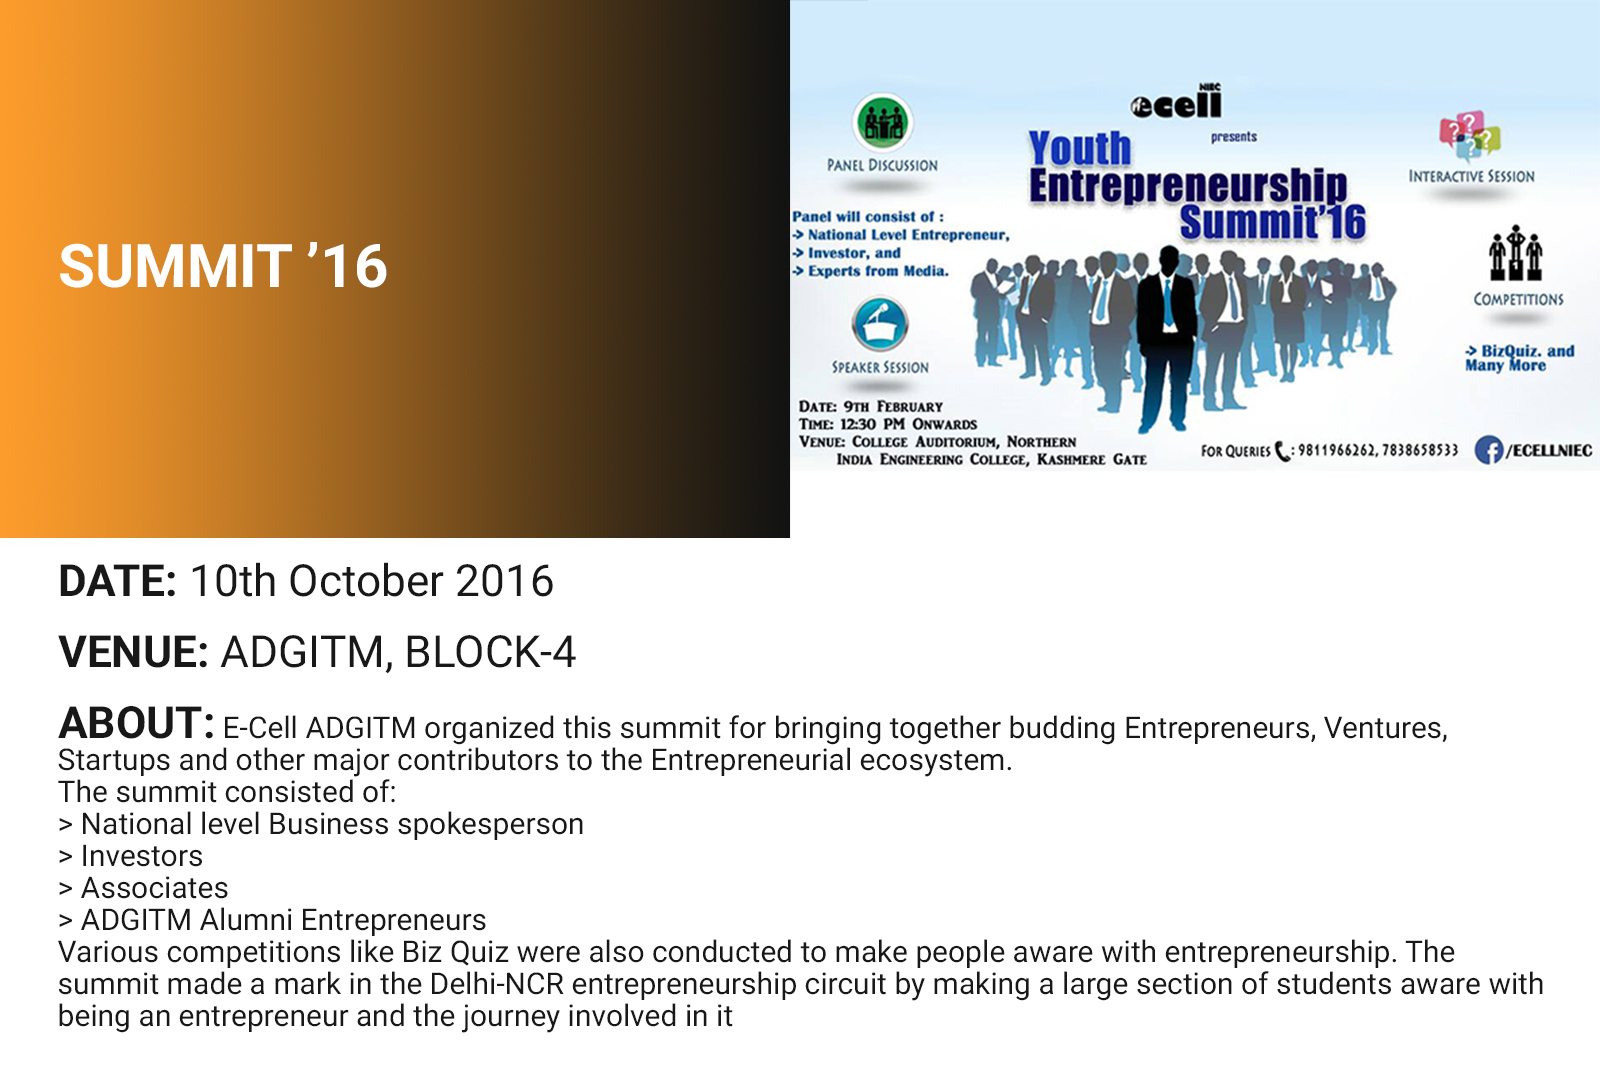 SUMMIT ’16
NIEC
ecell
presents
Youth
Entrepreneurship
Summit'16
PANEL DISCUSSION
Panel will consist of :
-> National Level Entrepreneur,
-> Investor, and
-> Experts from Media.
SPEAKER SESSION
INTERACTIVE SESSION
COMPETITIONS
-> BizQuiz. and
Many More
DATE: 9TH FEBRUARY
TIME: 12:30 PM ONWARDS
VENUE: COLLEGE AUDITORIUM, NORTHERN
INDIA ENGINEERING COLLEGE, KASHMERE GATE
FOR QUERIES : 9811966262, 7838658533
/ECELLNIEC
DATE: 10th October 2016
VENUE: ADGITM, BLOCK-4
ABOUT: E-Cell ADGITM organized this summit for bringing together budding Entrepreneurs, Ventures,
Startups and other major contributors to the Entrepreneurial ecosystem.
The summit consisted of:
> National level Business spokesperson
> Investors
> Associates
> ADGITM Alumni Entrepreneurs
Various competitions like Biz Quiz were also conducted to make people aware with entrepreneurship. The
summit made a mark in the Delhi-NCR entrepreneurship circuit by making a large section of students aware with
being an entrepreneur and the journey involved in it